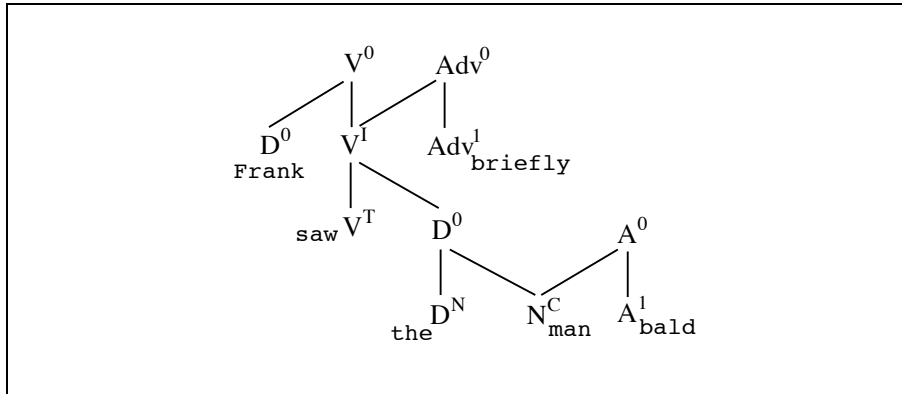 V⁰ Adv⁰
D⁰ Vᴵ Adv¹
Frank briefly
saw Vᵀ D⁰ A⁰
the Dᴺ Nꟲ man A¹ bald